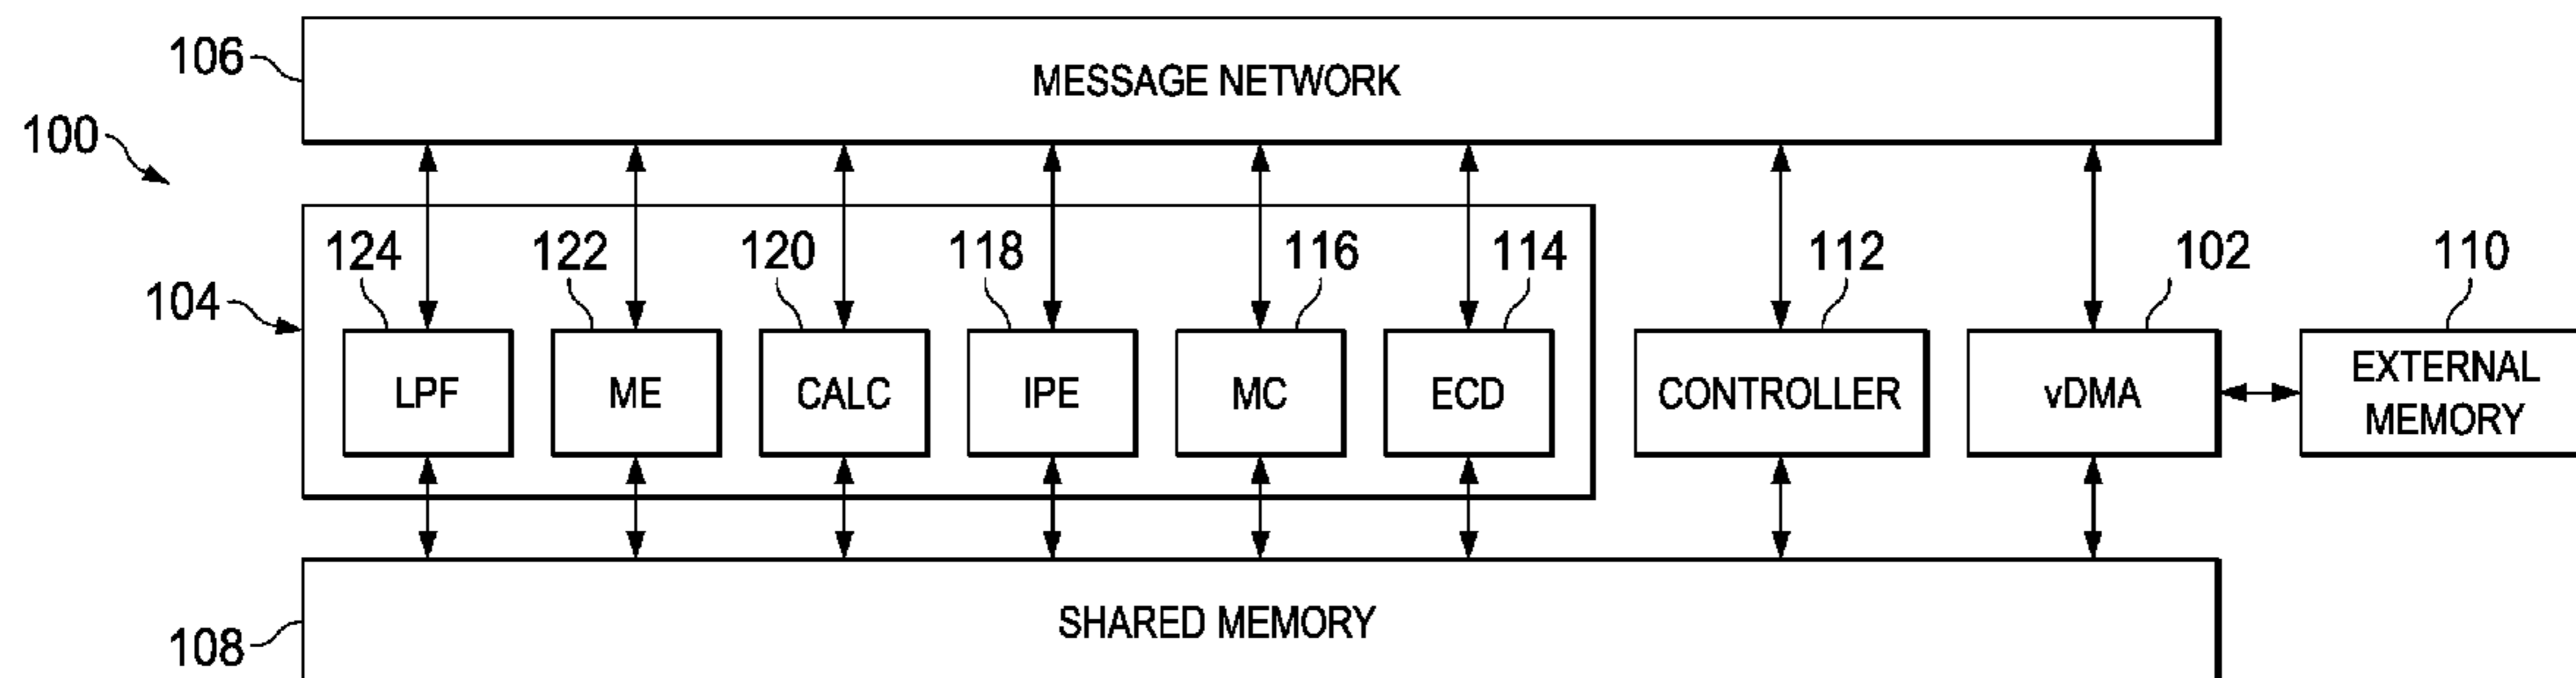 106
MESSAGE NETWORK
100
124
122
120
118
116
114
112
102
110
104
LPF
ME
CALC
IPE
MC
ECD
CONTROLLER
vDMA
EXTERNAL
MEMORY
SHARED MEMORY
108